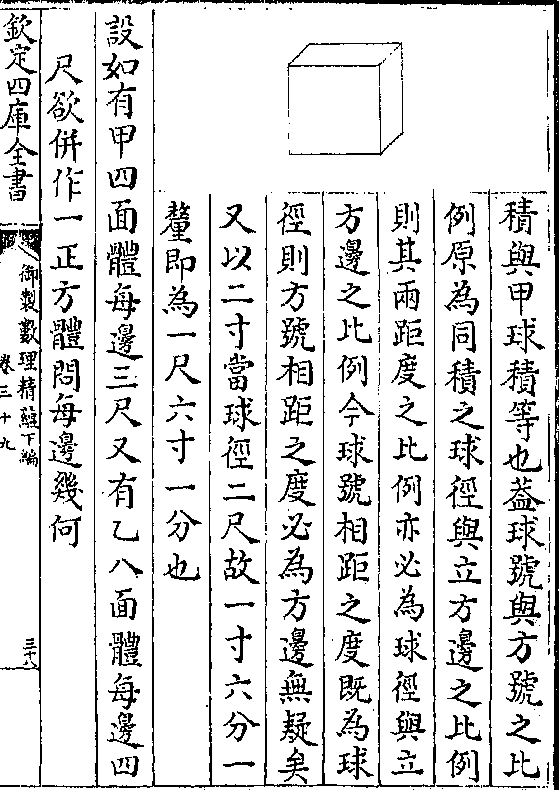 積與甲球積等也葢球號與方號之比
例原為同積之球徑與立方邊之比例
則其兩距度之比例亦必為球徑與立
方邊之比例今球號相距之度既為球
徑則方號相距之度必為方邊無疑矣
又以二寸當球徑二尺故一寸六分一
釐即為一尺六寸一分也
設如有甲四面體每邊三尺又有乙八面體每邊四
尺欲併作一正方體問每邊幾何
欽定四庫全書
御製數理精蘊下編
卷三十九
三十八